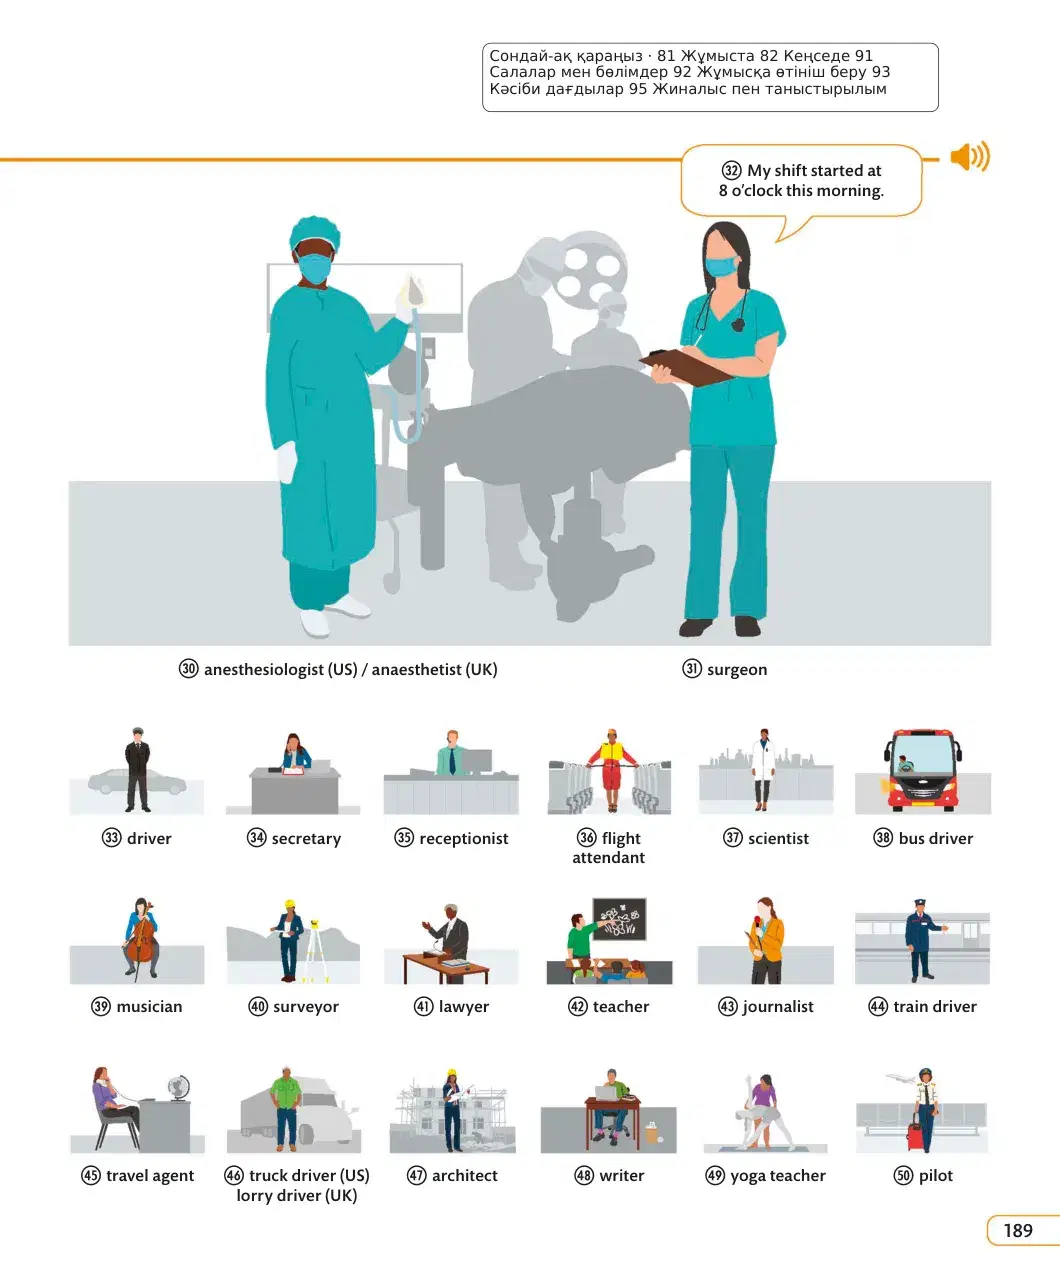 Сондай-ақ қараңыз · 81 Жұмыста 82 Кеңседе 91
Салалар мен бөлімдер 92 Жұмысқа өтініш беру 93
Кәсіби дағдылар 95 Жиналыс пен таныстырылым
32 My shift started at
8 o'clock this morning.
30 anesthesiologist (US) / anaesthetist (UK)
31 surgeon
33 driver
34 secretary
35 receptionist
36 flight
attendant
37 scientist
38 bus driver
39 musician
40 surveyor
41 lawyer
42 teacher
43 journalist
44 train driver
45 travel agent
46 truck driver (US)
lorry driver (UK)
47 architect
48 writer
49 yoga teacher
50 pilot
189